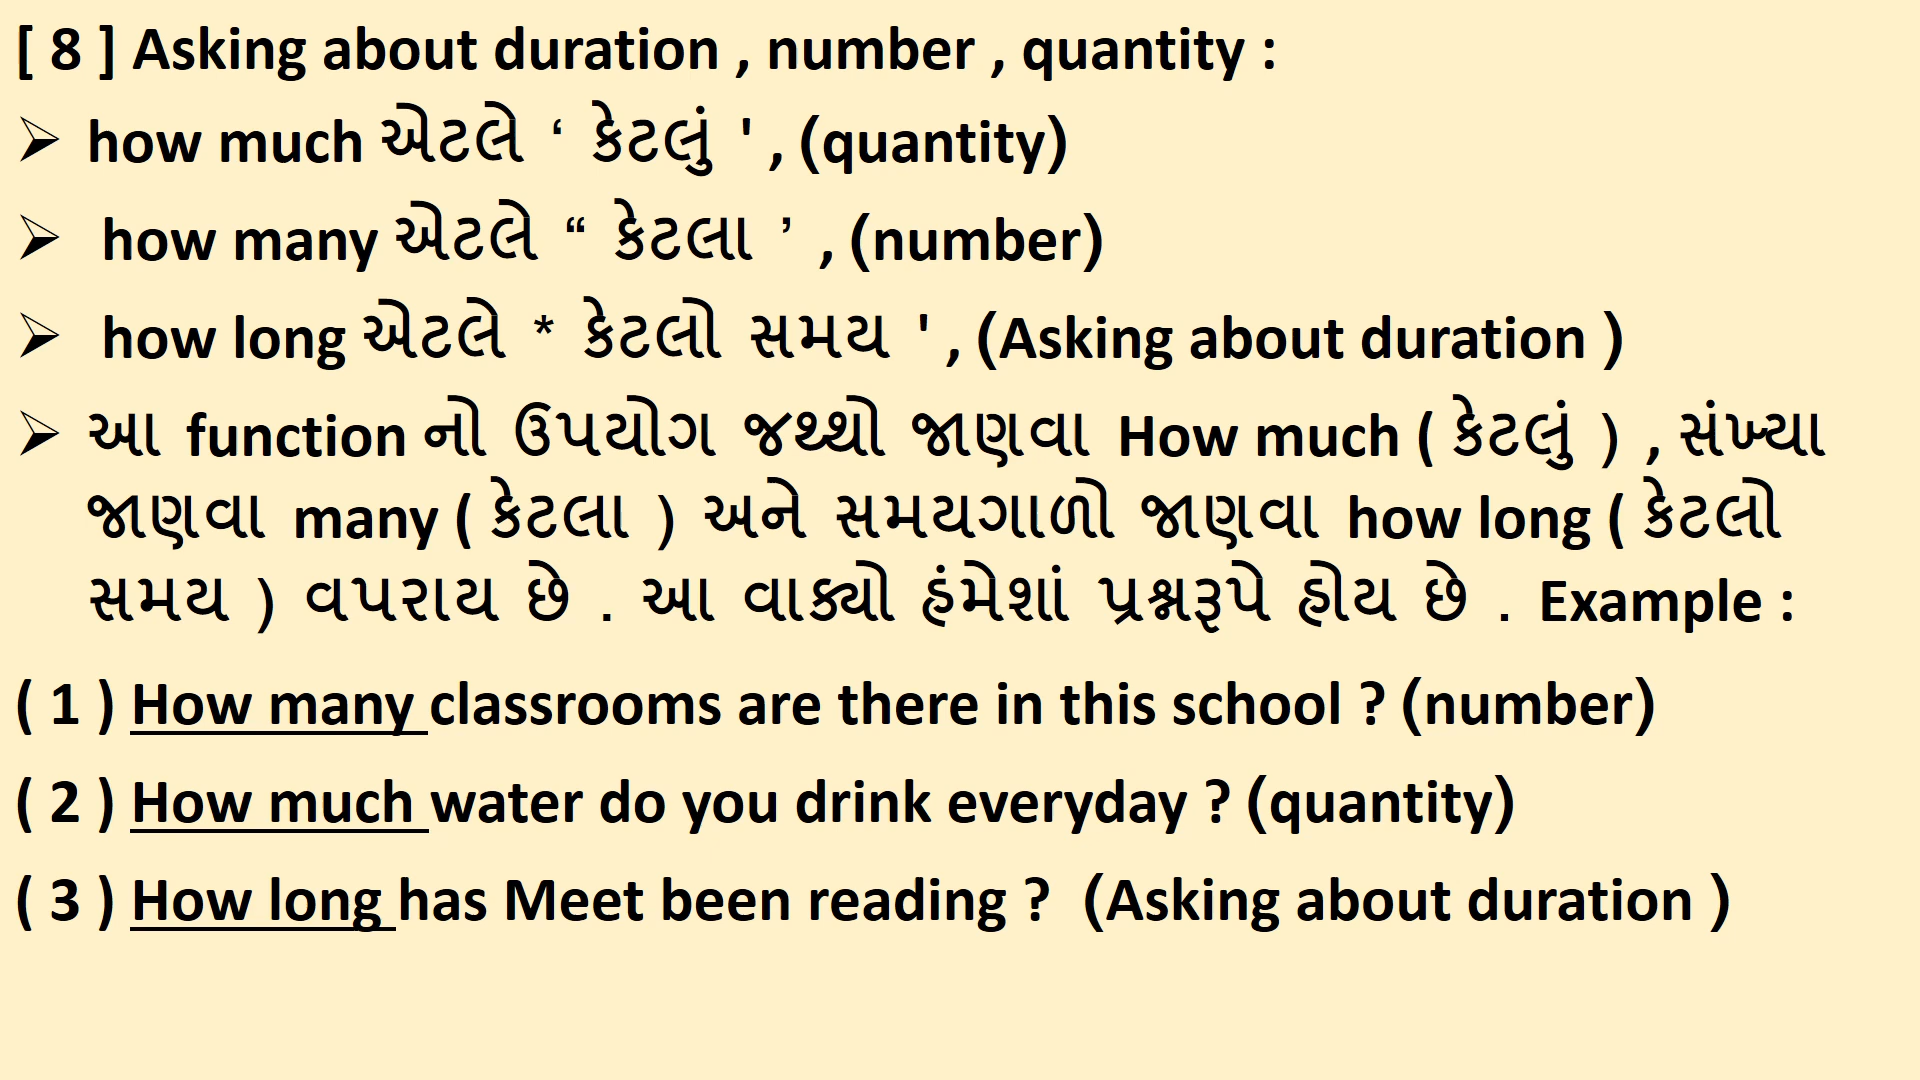 [ 8 ] Asking about duration , number , quantity :
➢ how much એટલે ‘ કેટલું ' , (quantity)
➢ how many એટલે “ કેટલા ’ , (number)
➢ how long એટલે * કેટલો સમય ' , (Asking about duration )
➢ આ function નો ઉપયોગ જથ્થો જાણવા How much ( કેટલું ) , સંખ્યા
જાણવા many ( કેટલા ) અને સમયગાળો જાણવા how long ( કેટલો
સમય ) વપરાય છે . આ વાક્યો હંમેશાં પ્રશ્નરૂપે હોય છે . Example :
( 1 ) How many classrooms are there in this school ? (number)
( 2 ) How much water do you drink everyday ? (quantity)
( 3 ) How long has Meet been reading ? (Asking about duration )